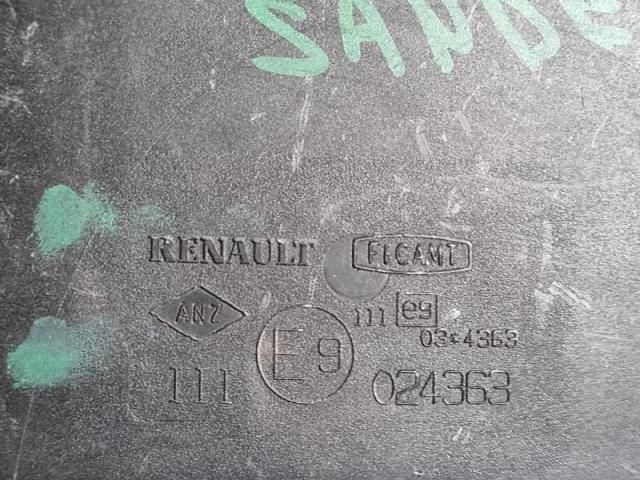 SANDE
RENAULT FICAMT
ANZ 111 e9
03*4363
111 E9 024363